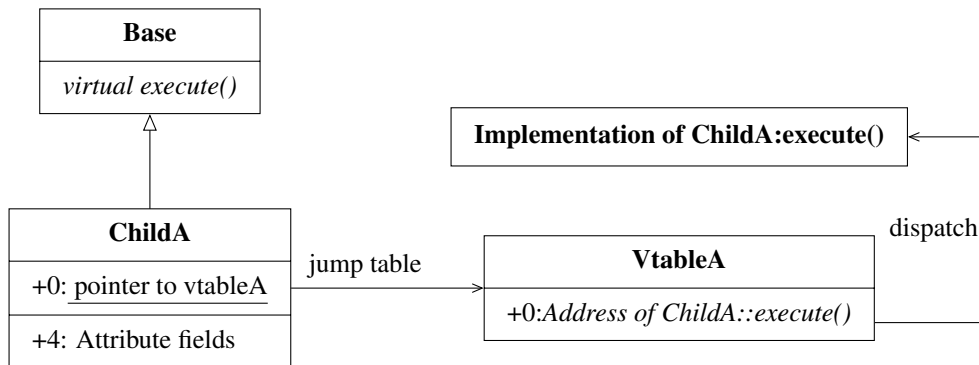 Base
virtual execute()
Implementation of ChildA:execute()
ChildA
+0: pointer to vtableA
+4: Attribute fields
jump table
VtableA
+0:Address of ChildA::execute()
dispatch